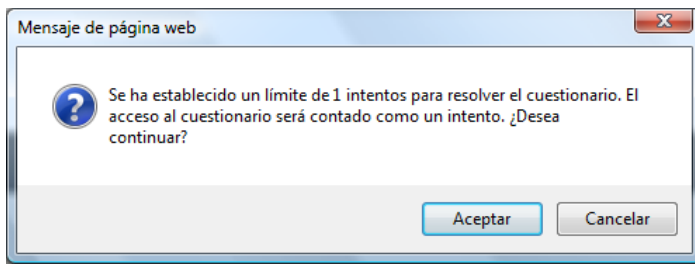 Mensaje de página web
Se ha establecido un límite de 1 intentos para resolver el cuestionario. El
acceso al cuestionario será contado como un intento. ¿Desea
continuar?
Aceptar Cancelar